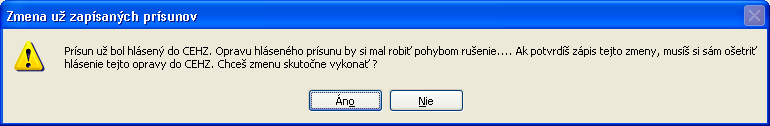 Zmena už zapísaných prísunov
Prísun už bol hlásený do CEHZ. Opravu hláseného prísunu by si mal robiť pohybom rušenie.... Ak potvrdíš zápis tejto zmeny, musíš si sám ošetriť
hlásenie tejto opravy do CEHZ. Chceš zmenu skutočne vykonať ?
Áno
Nie